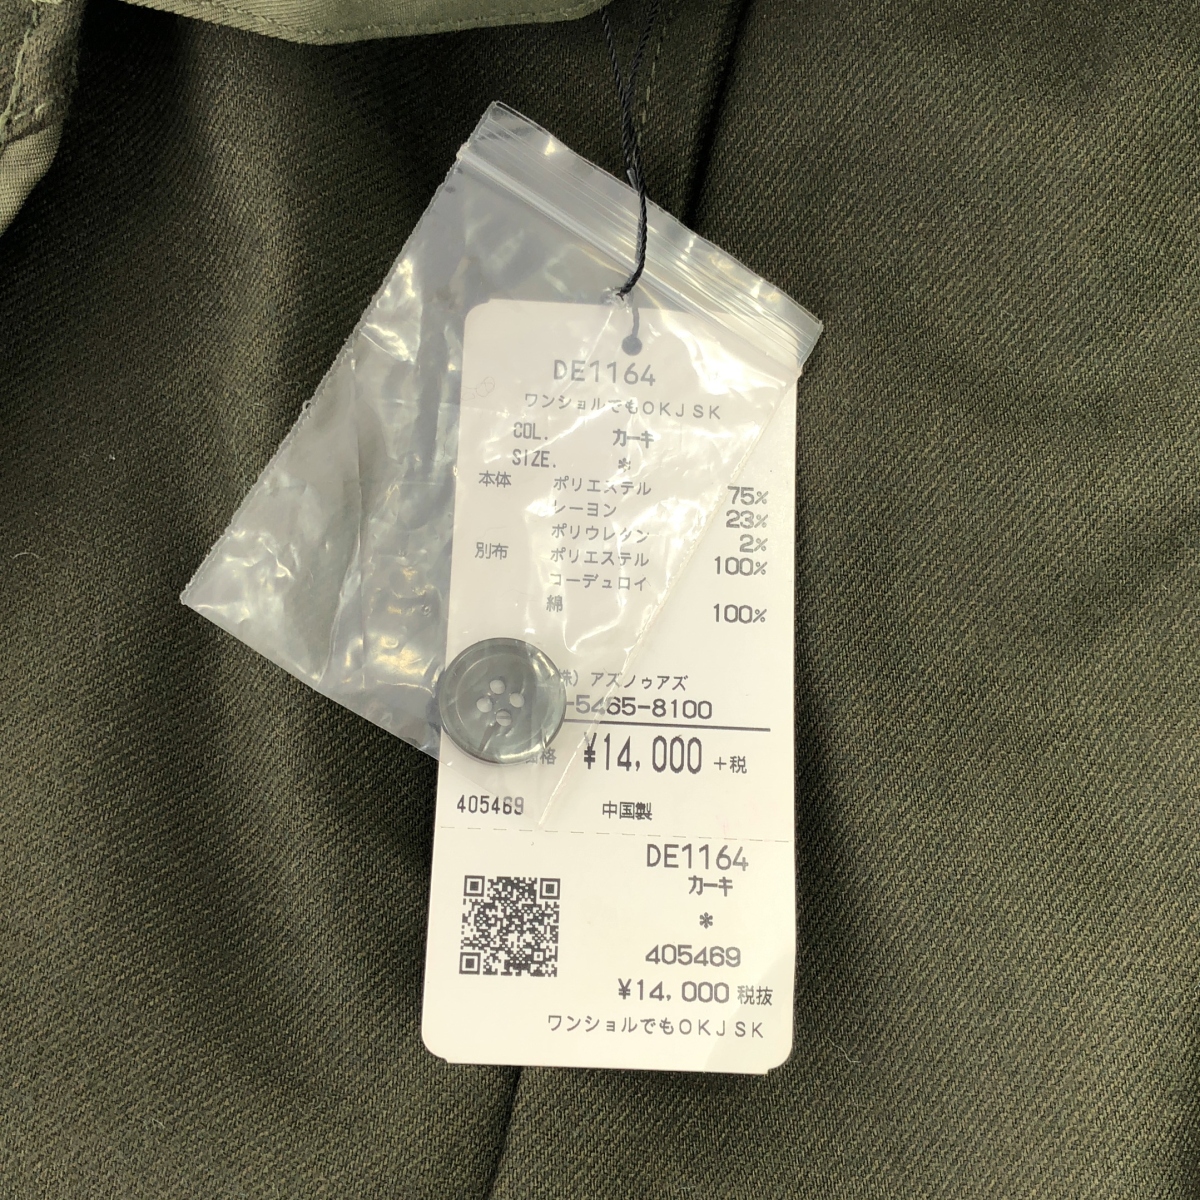 DE1164
ワンショルでもOKJSK
COL. カーキ
SIZE. *
本体 ポリエステル 75%
レーヨン 23%
ポリウレタン 2%
別布 ポリエステル 100%
コーデュロイ
綿 100%
株) アズノゥアズ
-5465-8100
価格 ¥14,000 +税
405469 中国製
DE1164
カーキ
*
405469
¥14,000 税抜
ワンショルでもOKJSK